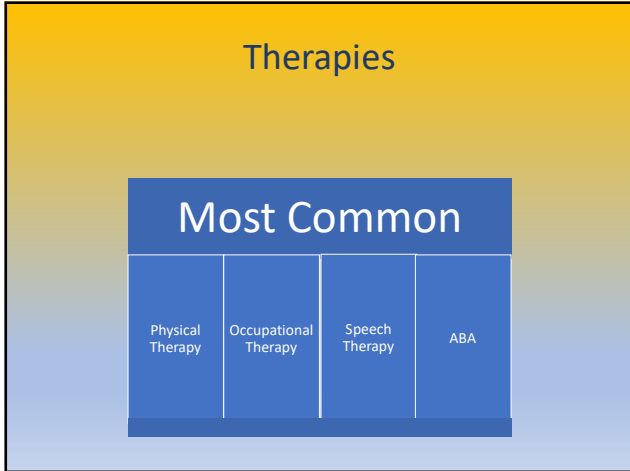 Therapies
Most Common
Physical
Therapy
Occupational
Therapy
Speech
Therapy
ABA